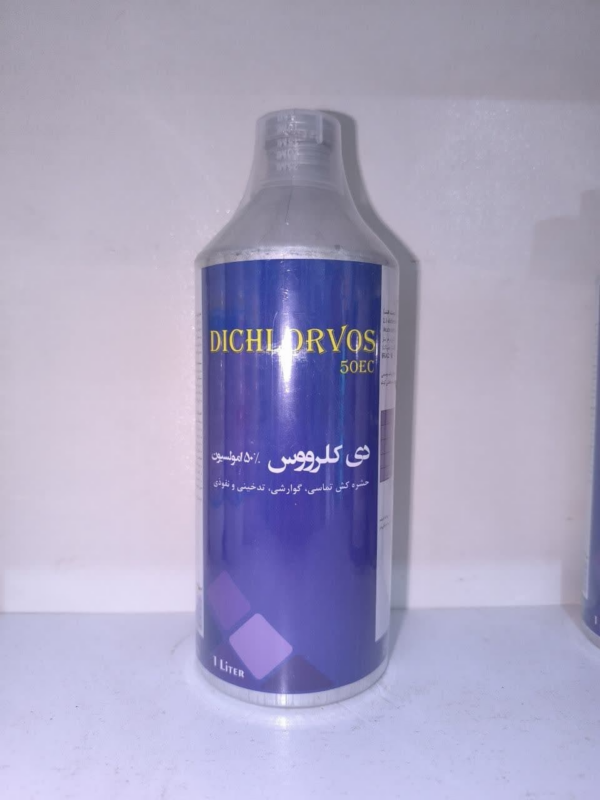 DICHLORVOS
50EC
دی کلرووس ۵۰٪ امولسیون
حشره کش تماسی، گوارشی، تدخینی و نفوذی
1 LITER